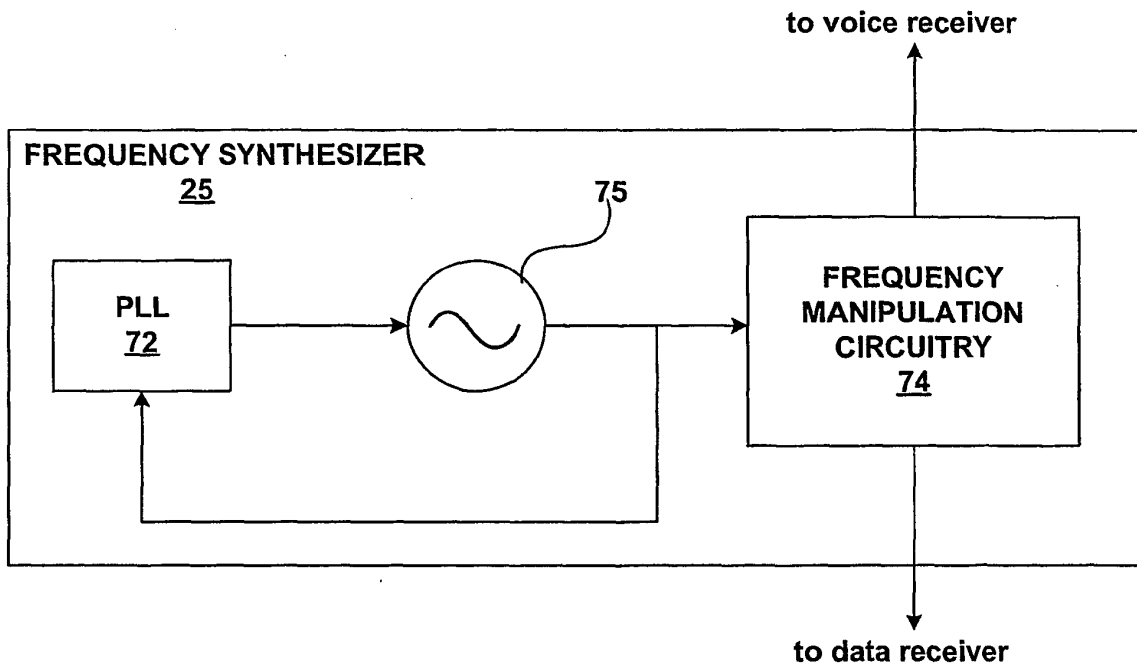 to voice receiver
FREQUENCY SYNTHESIZER
25
75
PLL
72
FREQUENCY
MANIPULATION
CIRCUITRY
74
to data receiver